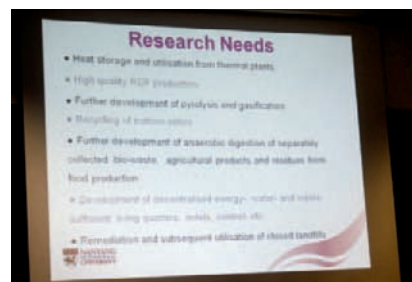 Research Needs
• Heat storage and utilisation from thermal plants
• High quality RDF production
• Further development of pyrolysis and gasification
• Recycling of bottom ashes
• Further development of anaerobic digestion of separately
collected bio-waste, agricultural products and residues from
food production
• Development of decentralised energy-, water- and waste-
sufficient living quarters, hotels, etc.
• Remediation and subsequent utilisation of closed landfills
NANYANG
TECHNOLOGICAL
UNIVERSITY